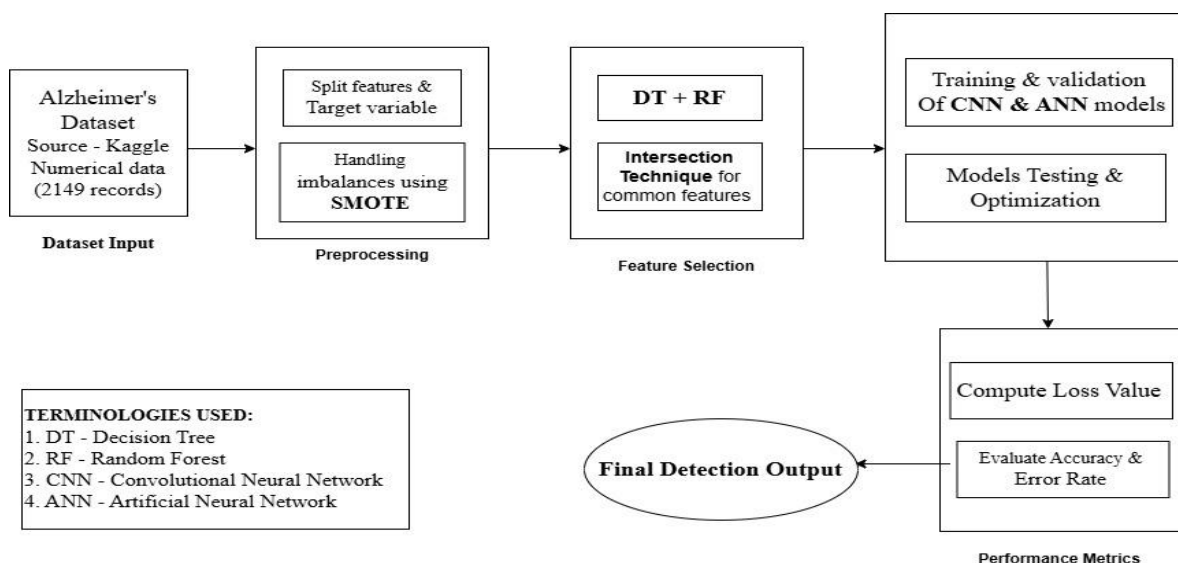 Alzheimer's
Dataset
Source - Kaggle
Numerical data
(2149 records)
Dataset Input
Split features &
Target variable
Handling
imbalances using
SMOTE
Preprocessing
DT + RF
Intersection
Technique for
common features
Feature Selection
Training & validation
Of CNN & ANN models
Models Testing &
Optimization
Compute Loss Value
Evaluate Accuracy &
Error Rate
Performance Metrics
Final Detection Output
TERMINOLOGIES USED:
1. DT - Decision Tree
2. RF - Random Forest
3. CNN - Convolutional Neural Network
4. ANN - Artificial Neural Network